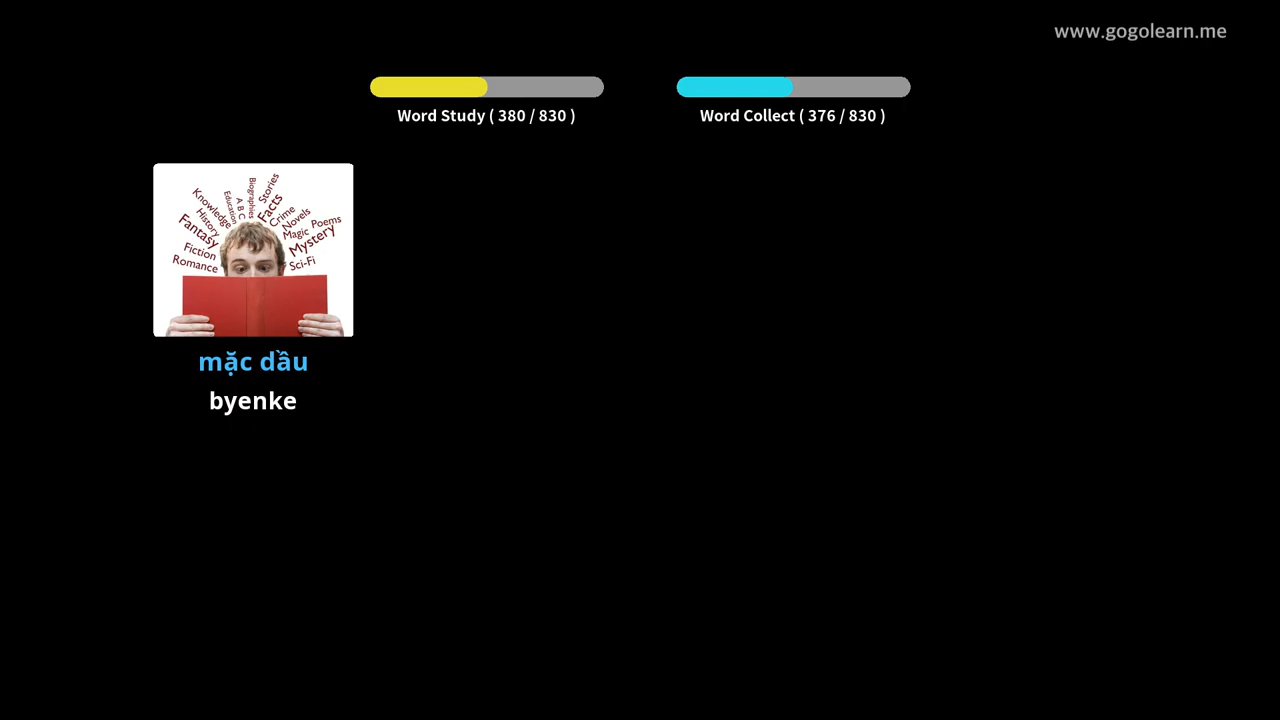 www.gogolearn.me
Word Study ( 380 / 830 )
Word Collect ( 376 / 830 )
Knowledge
History
Fantasy
Fiction
Romance
Education
A B C
Biographies
Stories
Facts
Crime
Novels
Magic
Poems
Mystery
Sci-Fi
mặc dầu
byenke